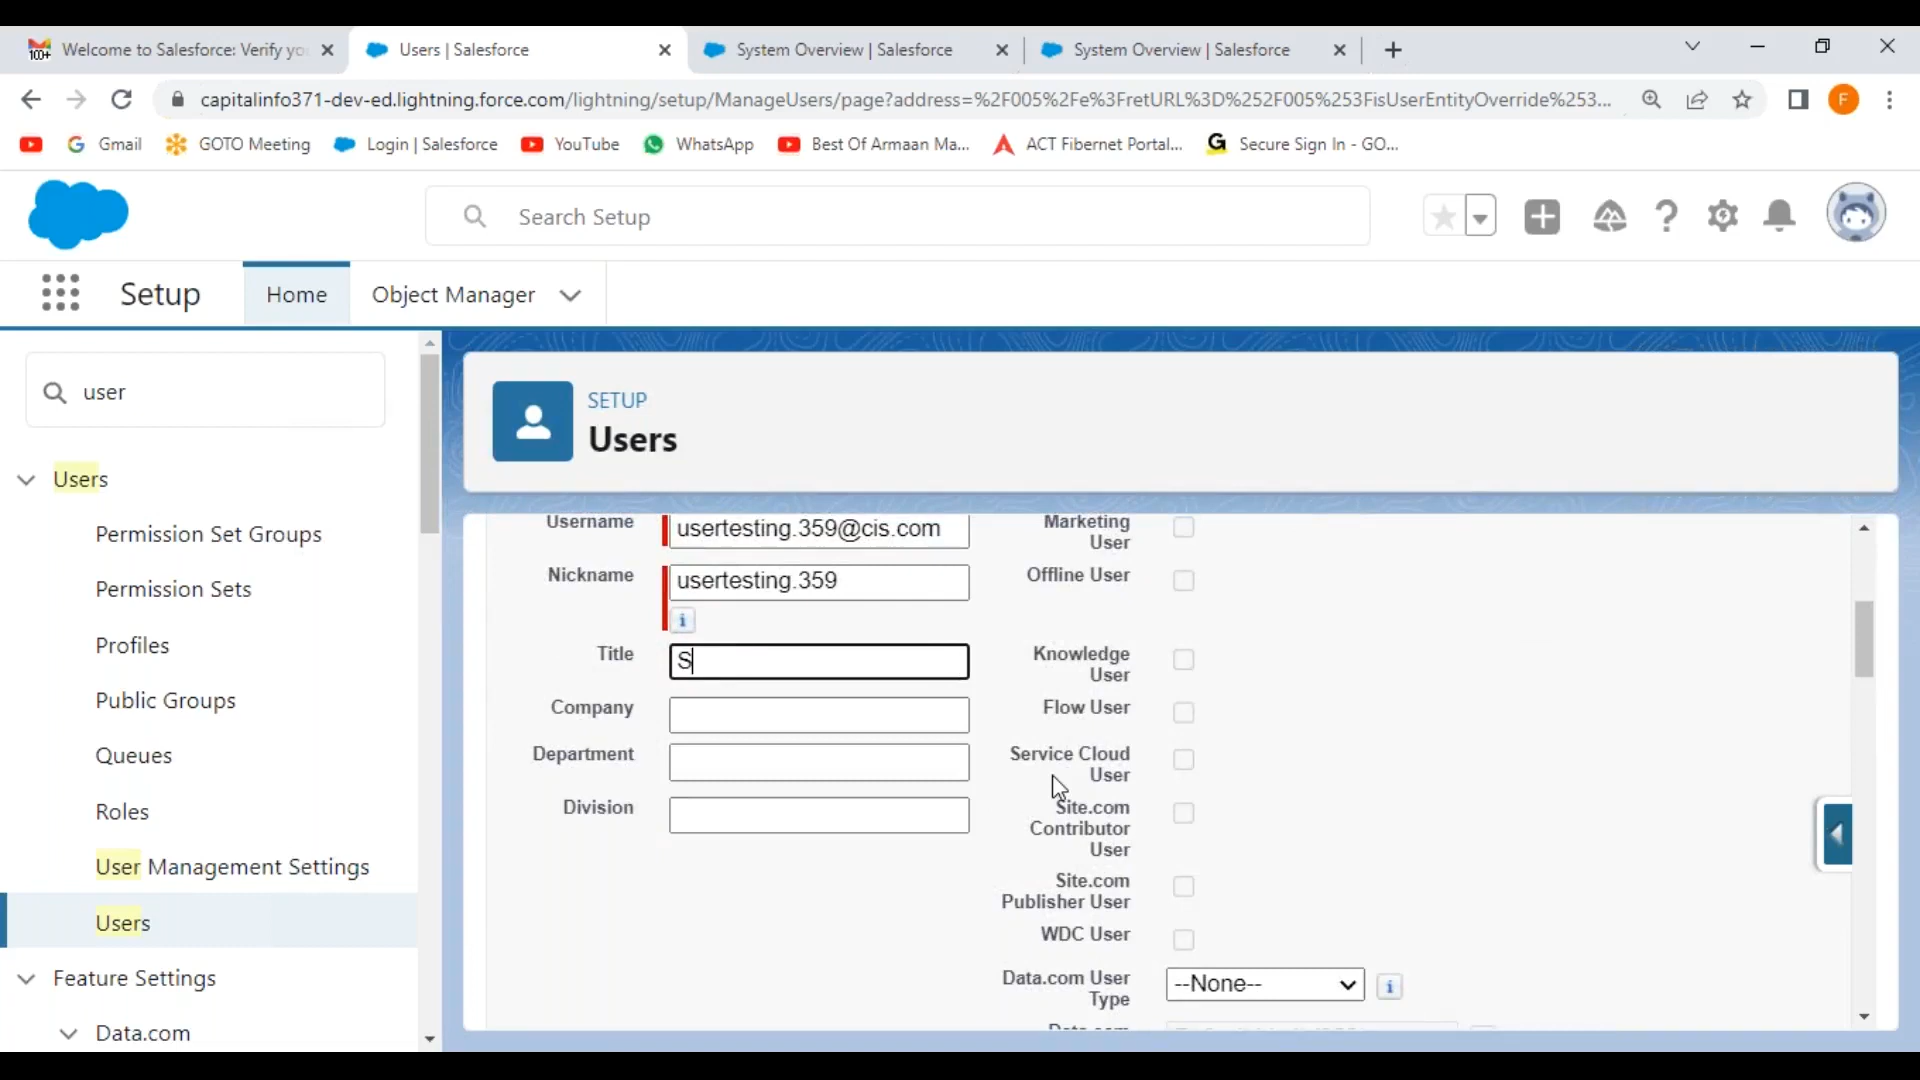 100+ Welcome to Salesforce: Verify yo
Users | Salesforce
System Overview | Salesforce
System Overview | Salesforce
capitalinfo371-dev-ed.lightning.force.com/lightning/setup/ManageUsers/page?address=%2F005%2Fe%3FretURL%3D%252F005%253FisUserEntityOverride%253...
F
Gmail
GOTO Meeting
Login | Salesforce
YouTube
WhatsApp
Best Of Armaan Ma...
ACT Fibernet Portal...
Secure Sign In - GO...
Search Setup
Setup
Home
Object Manager
user
Users
Permission Set Groups
Permission Sets
Profiles
Public Groups
Queues
Roles
User Management Settings
Users
Feature Settings
Data.com
SETUP
Users
Username usertesting.359@cis.com
Nickname usertesting.359
i
Title S
Company
Department
Division
Marketing
User
Offline User
Knowledge
User
Flow User
Service Cloud
User
Site.com
Contributor
User
Site.com
Publisher User
WDC User
Data.com User
Type
--None--
i